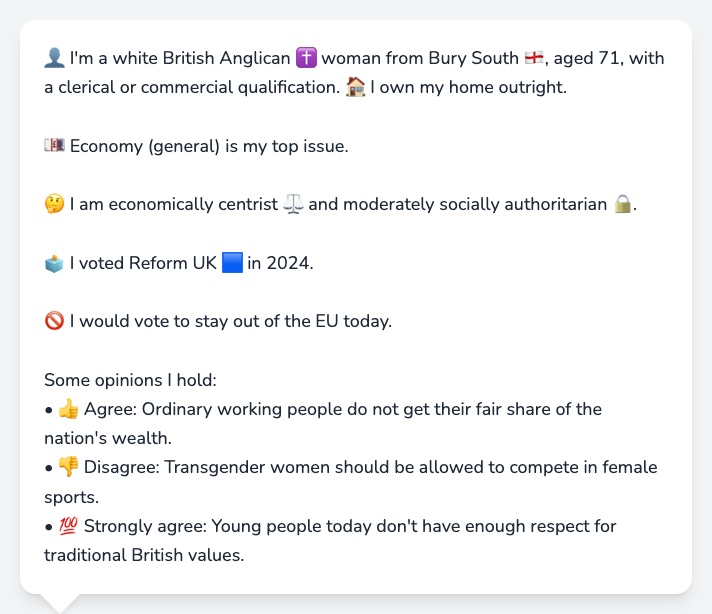 👤 I'm a white British Anglican ✝️ woman from Bury South 🏴󠁧󠁢󠁥󠁮󠁧󠁿, aged 71, with
a clerical or commercial qualification. 🏠 I own my home outright.
💷 Economy (general) is my top issue.
🤔 I am economically centrist ⚖️ and moderately socially authoritarian 🔒.
🗳️ I voted Reform UK 🟦 in 2024.
🚫 I would vote to stay out of the EU today.
Some opinions I hold:
• 👍 Agree: Ordinary working people do not get their fair share of the
nation's wealth.
• 👎 Disagree: Transgender women should be allowed to compete in female
sports.
• 💯 Strongly agree: Young people today don't have enough respect for
traditional British values.